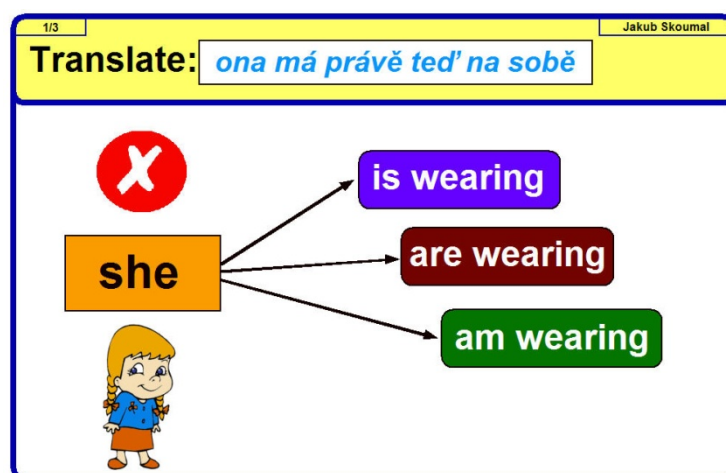 1/3
Jakub Skoumal
Translate: ona má právě teď na sobě
is wearing
she
are wearing
am wearing